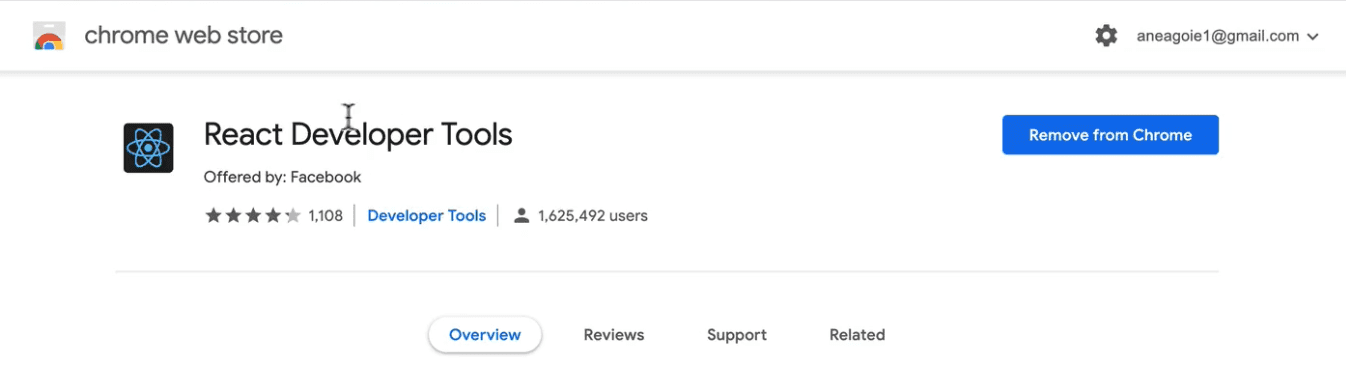 chrome web store
aneagoie1@gmail.com
React Developer Tools
Remove from Chrome
Offered by: Facebook
1,108 Developer Tools 1,625,492 users
Overview Reviews Support Related